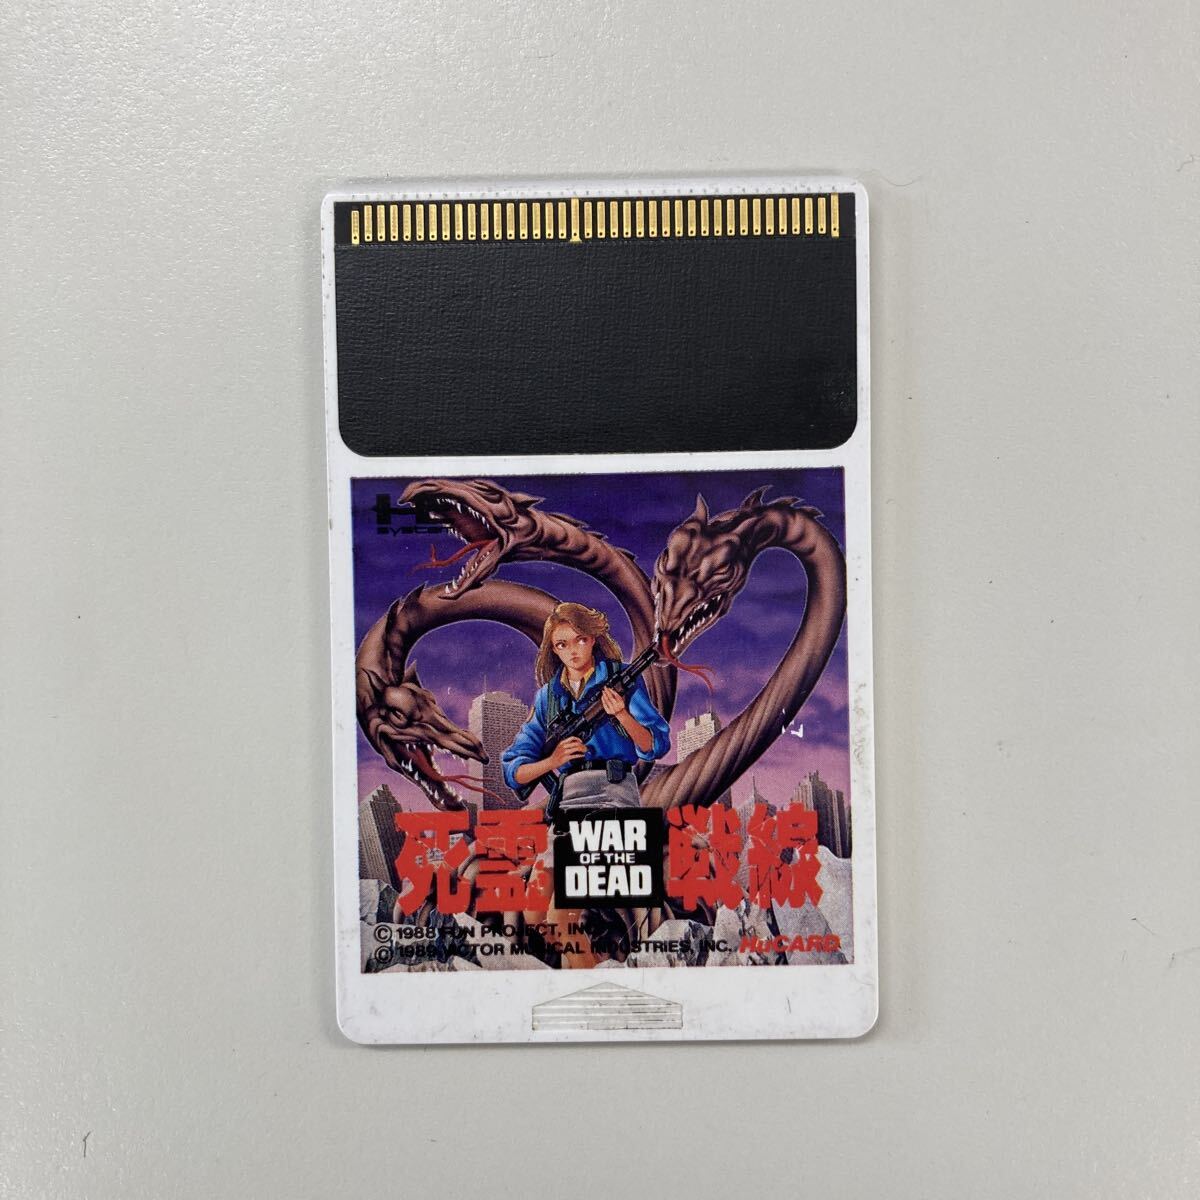 HE
SYSTEM
死霊戦線
WAR
OF THE
DEAD
©1988 FUN PROJECT, INC.
©1989 VICTOR MUSICAL INDUSTRIES, INC. HuCARD